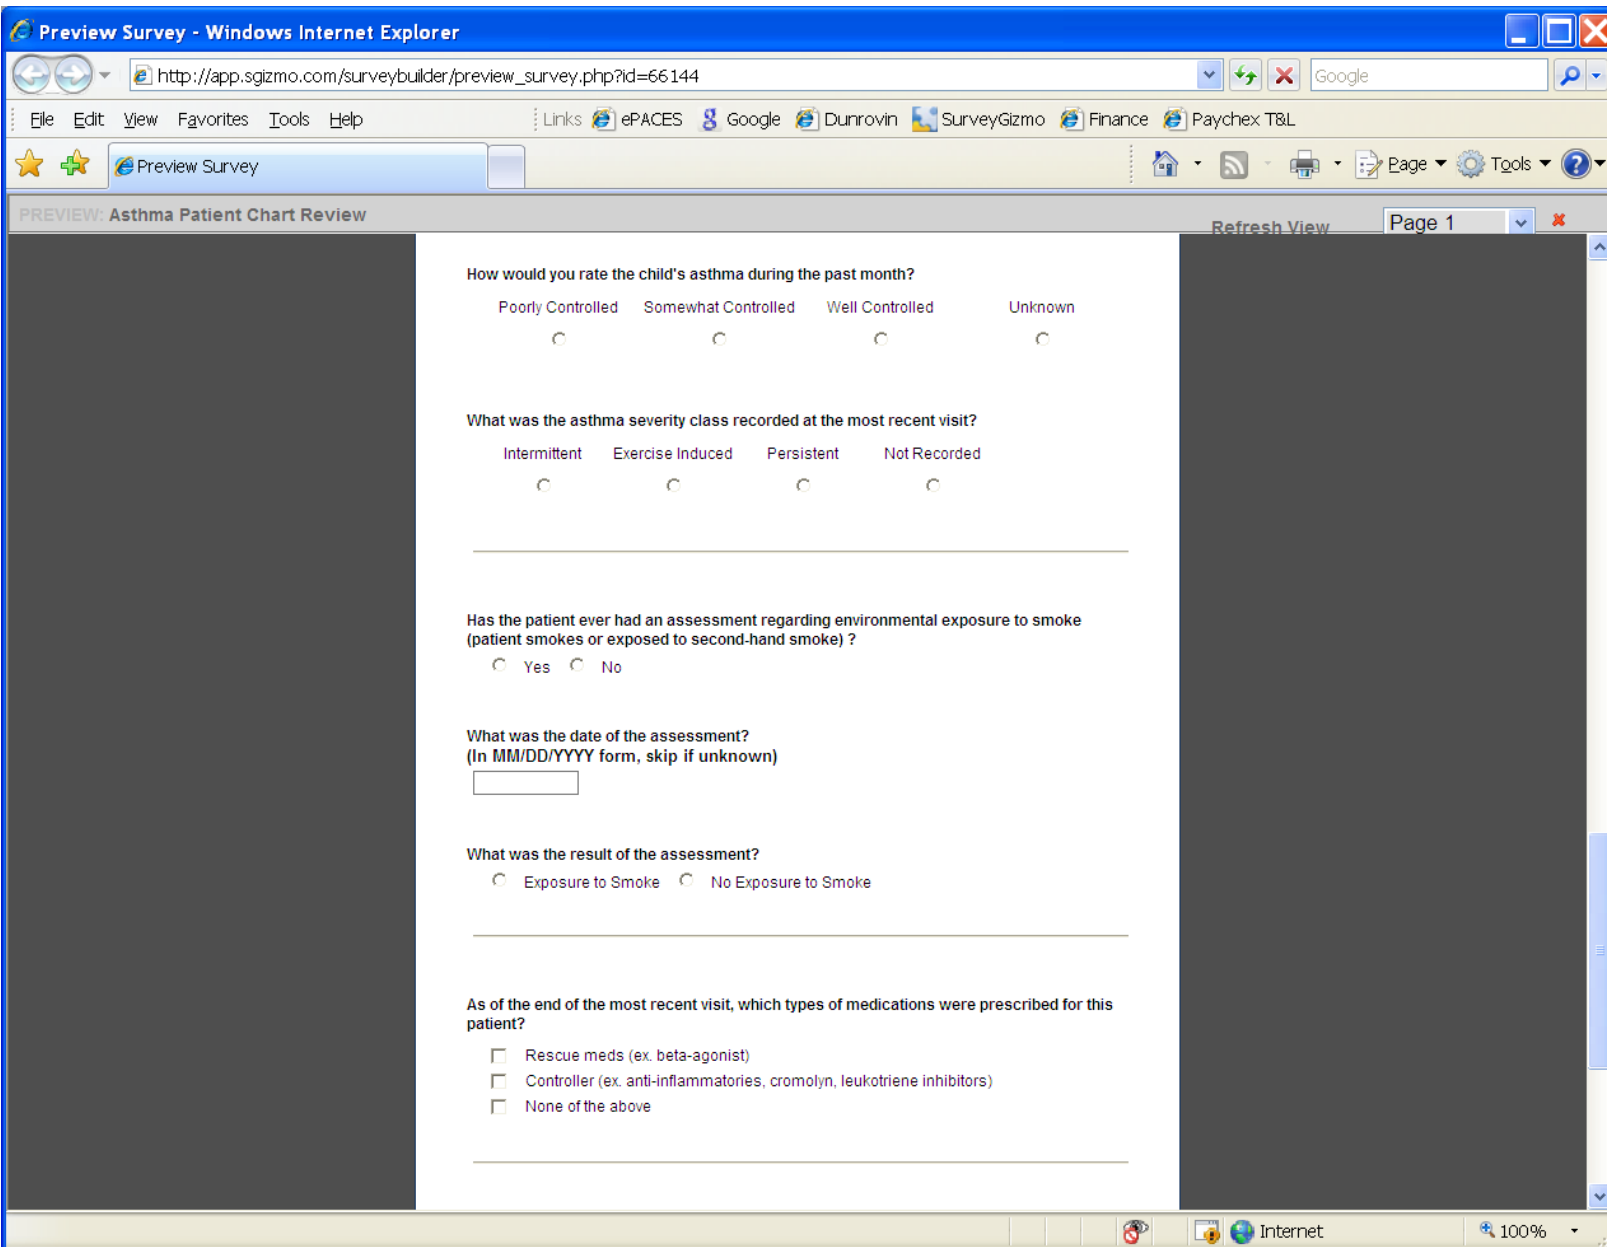 Preview Survey - Windows Internet Explorer
http://app.sgizmo.com/surveybuilder/preview_survey.php?id=66144
Google
File Edit View Favorites Tools Help
Links ePACES Google Dunrovin SurveyGizmo Finance Paychex T&L
Preview Survey
Page Tools
PREVIEW: Asthma Patient Chart Review
Refresh View
Page 1
How would you rate the child's asthma during the past month?
Poorly Controlled Somewhat Controlled Well Controlled Unknown
What was the asthma severity class recorded at the most recent visit?
Intermittent Exercise Induced Persistent Not Recorded
Has the patient ever had an assessment regarding environmental exposure to smoke
(patient smokes or exposed to second-hand smoke) ?
Yes No
What was the date of the assessment?
(In MM/DD/YYYY form, skip if unknown)
What was the result of the assessment?
Exposure to Smoke No Exposure to Smoke
As of the end of the most recent visit, which types of medications were prescribed for this
patient?
Rescue meds (ex. beta-agonist)
Controller (ex. anti-inflammatories, cromolyn, leukotriene inhibitors)
None of the above
Internet
100%